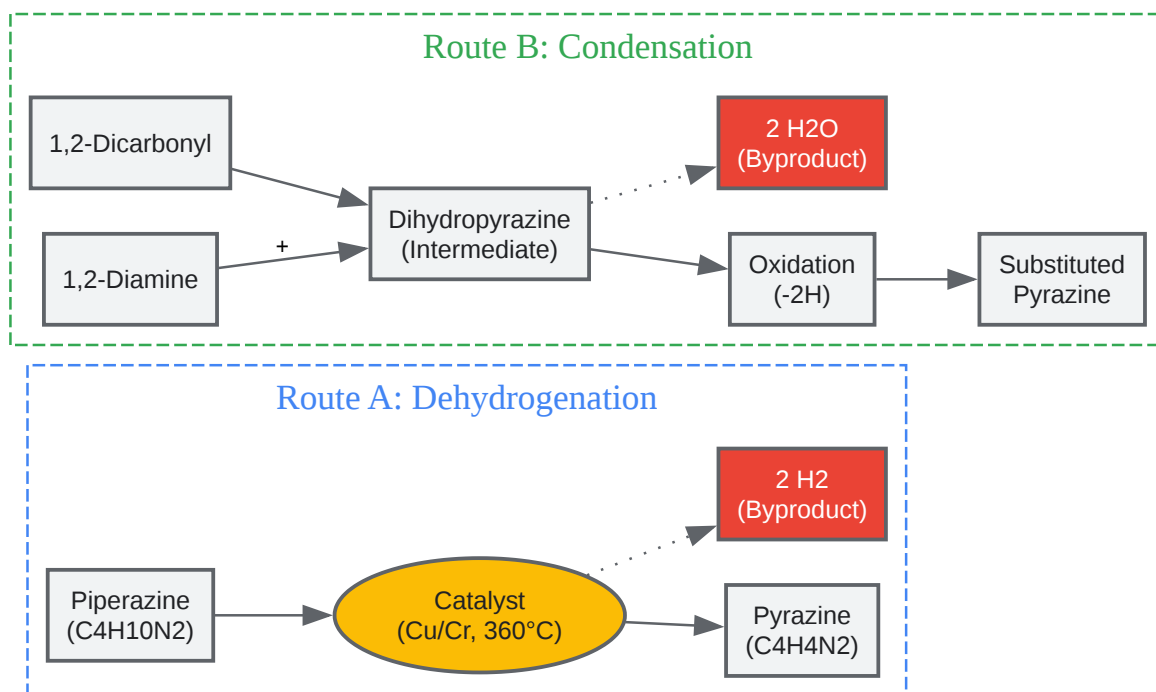 Route B: Condensation
1,2-Dicarbonyl
2 H2O
(Byproduct)
+
1,2-Diamine
Dihydropyrazine
(Intermediate)
Oxidation
(-2H)
Substituted
Pyrazine
Route A: Dehydrogenation
2 H2
(Byproduct)
Piperazine
(C4H10N2)
Catalyst
(Cu/Cr, 360°C)
Pyrazine
(C4H4N2)